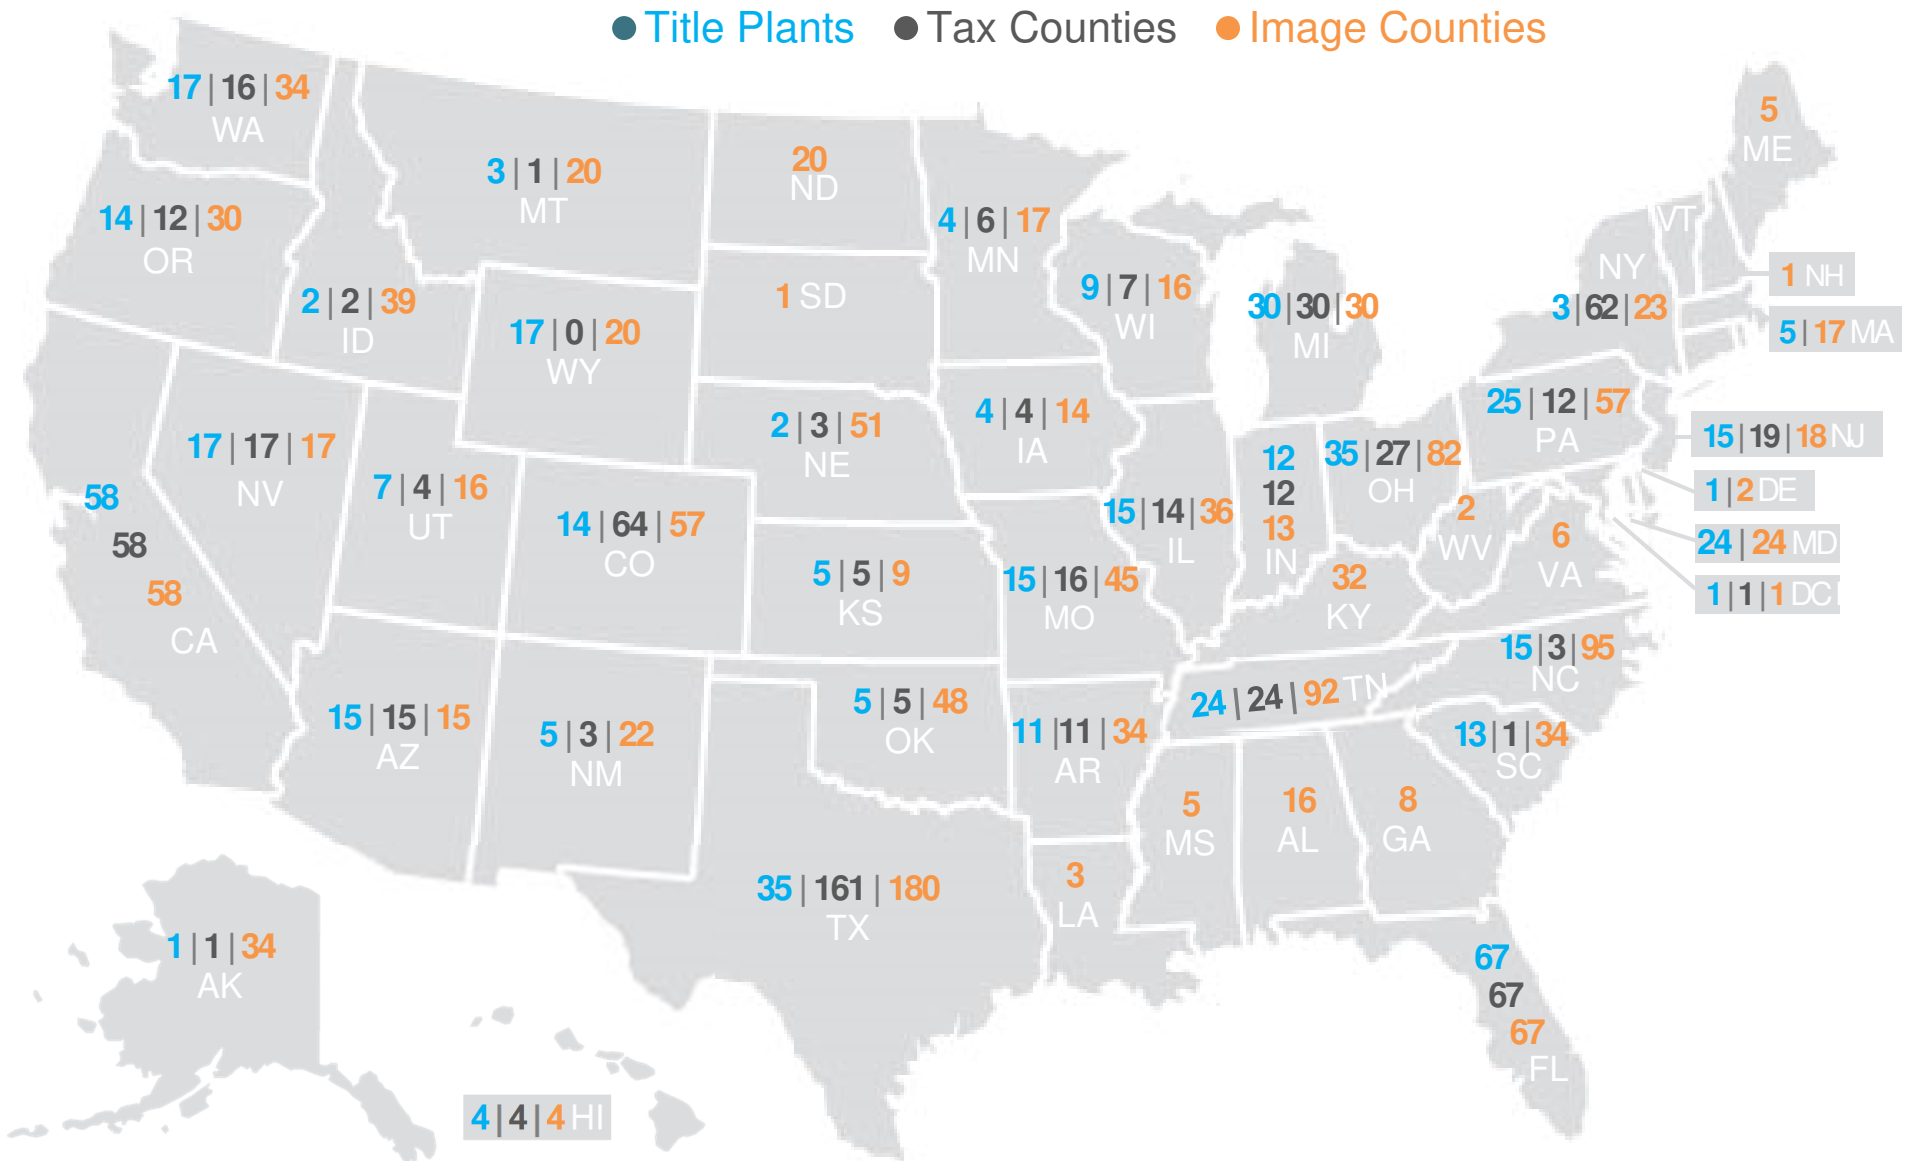 Title Plants Tax Counties Image Counties
17 | 16 | 34
WA
14 | 12 | 30
OR
2 | 2 | 39
ID
3 | 1 | 20
MT
20
ND
1 SD
17 | 0 | 20
WY
4 | 6 | 17
MN
9 | 7 | 16
WI
30 | 30 | 30
MI
5
ME
VT
NY
3 | 62 | 23
1 NH
5 | 17 MA
25 | 12 | 57
PA
15 | 19 | 18 NJ
1 | 2 DE
24 | 24 MD
1 | 1 | 1 DC
58
58
58
CA
17 | 17 | 17
NV
7 | 4 | 16
UT
14 | 64 | 57
CO
2 | 3 | 51
NE
4 | 4 | 14
IA
5 | 5 | 9
KS
15 | 16 | 45
MO
15 | 14 | 36
IL
12
12
13
IN
35 | 27 | 82
OH
2
WV
6
VA
32
KY
15 | 3 | 95
NC
24 | 24 | 92 TN
13 | 1 | 34
SC
15 | 15 | 15
AZ
5 | 3 | 22
NM
5 | 5 | 48
OK
11 | 11 | 34
AR
5
MS
16
AL
8
GA
35 | 161 | 180
TX
3
LA
67
67
67
FL
1 | 1 | 34
AK
4 | 4 | 4 HI